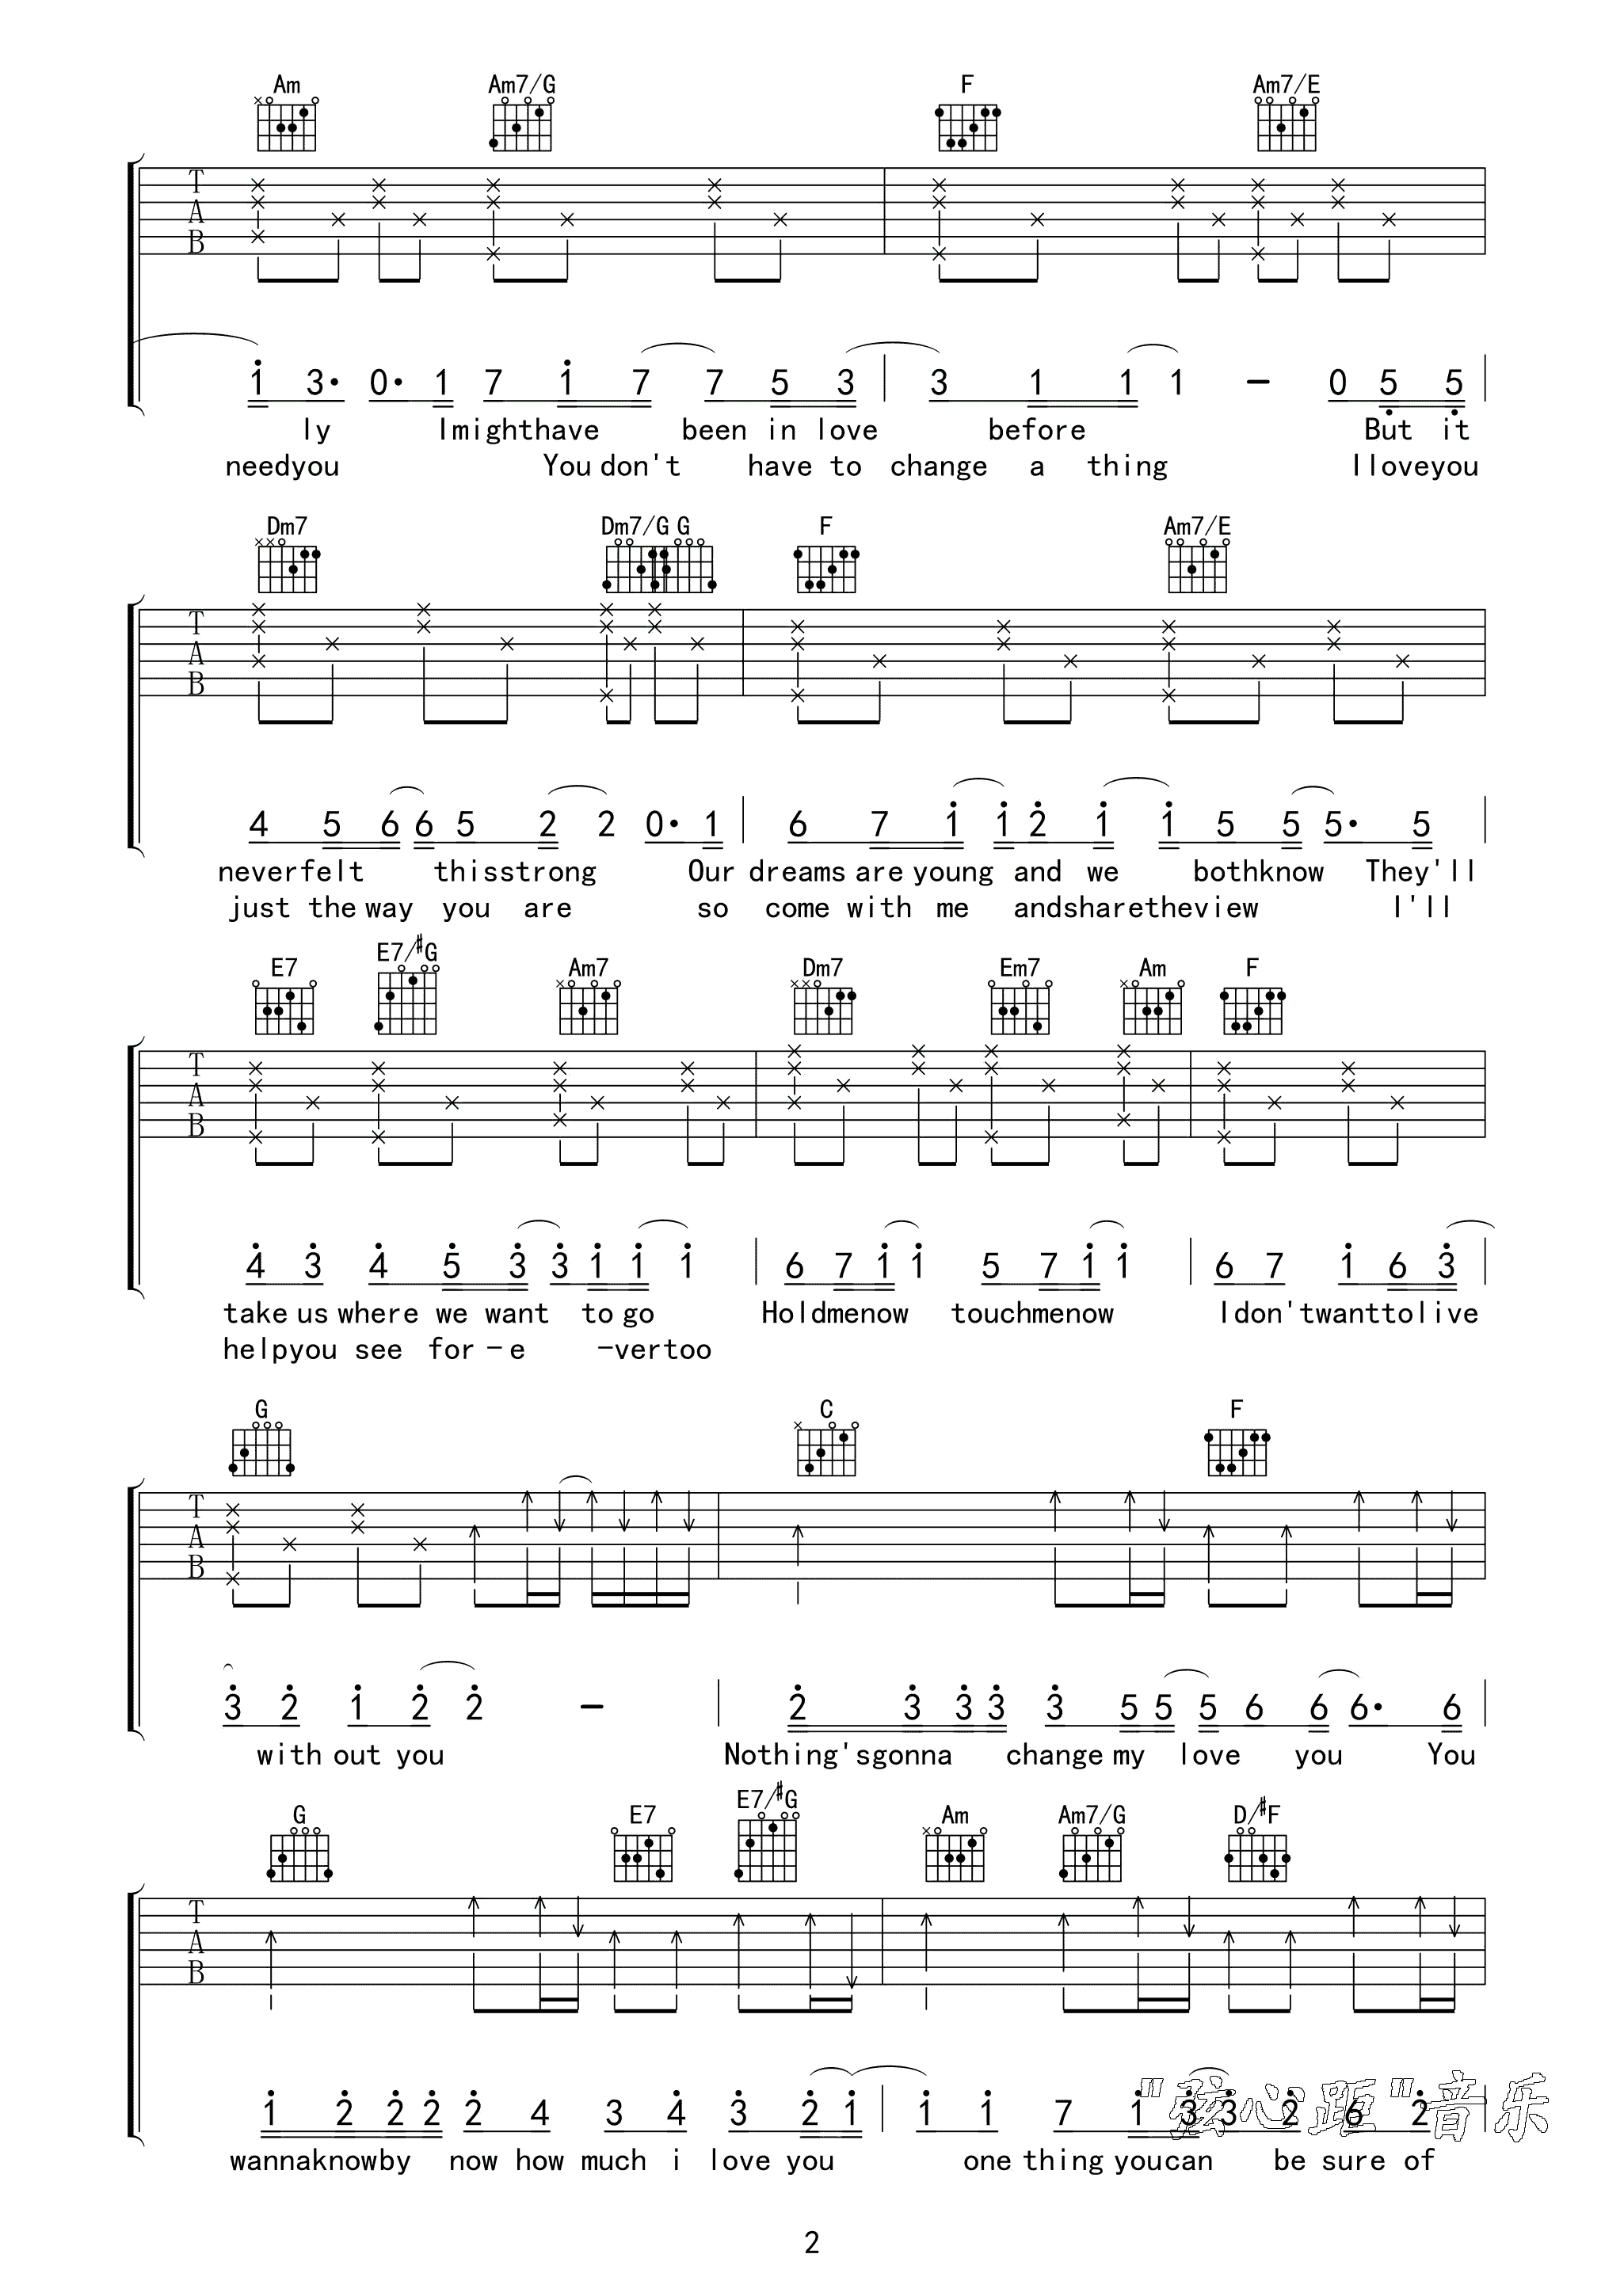 Am Am7/G F Am7/E
T
A
B
1 3· 0· 1 7 1 7 7 5 3 3 1 1 1 - 0 5 5
ly Imighthave been in love before But it
needyou You don't have to change a thing Iloveyou
Dm7 Dm7/G G F Am7/E
T
A
B
4 5 6 6 5 2 2 0· 1 6 7 1 1 2 1 1 5 5 5· 5
neverfelt thisstrong Our dreams are young and we bothknow They'll
just the way you are so come with me andsharetheview I'll
E7 E7/#G Am7 Dm7 Em7 Am F
T
A
B
4 3 4 5 3 3 1 1 1 6 7 1 1 5 7 1 1 6 7 1 6 3
take us where we want to go Holdmenow touchmenow Idon'twanttolive
helpyou see for-e -vertoo
G C F
T
A
B
3 2 1 2 2 - 2 3 3 3 3 5 5 5 6 6 6· 6
with out you Nothing'sgonna change my love you You
G E7 E7/#G Am Am7/G D/#F
T
A
B
1 2 2 2 2 4 3 4 3 2 1 1 1 7 1 3 3 2 6 2
"弦心距"音乐
wannaknowby now how much i love you one thing youcan be sure of
2